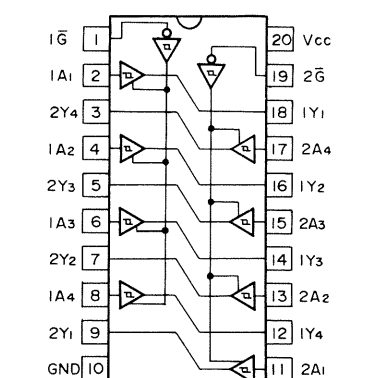 1G̅ 1 20 Vcc
1A1 2 19 2G̅
2Y4 3 18 1Y1
1A2 4 17 2A4
2Y3 5 16 1Y2
1A3 6 15 2A3
2Y2 7 14 1Y3
1A4 8 13 2A2
2Y1 9 12 1Y4
GND 10 11 2A1